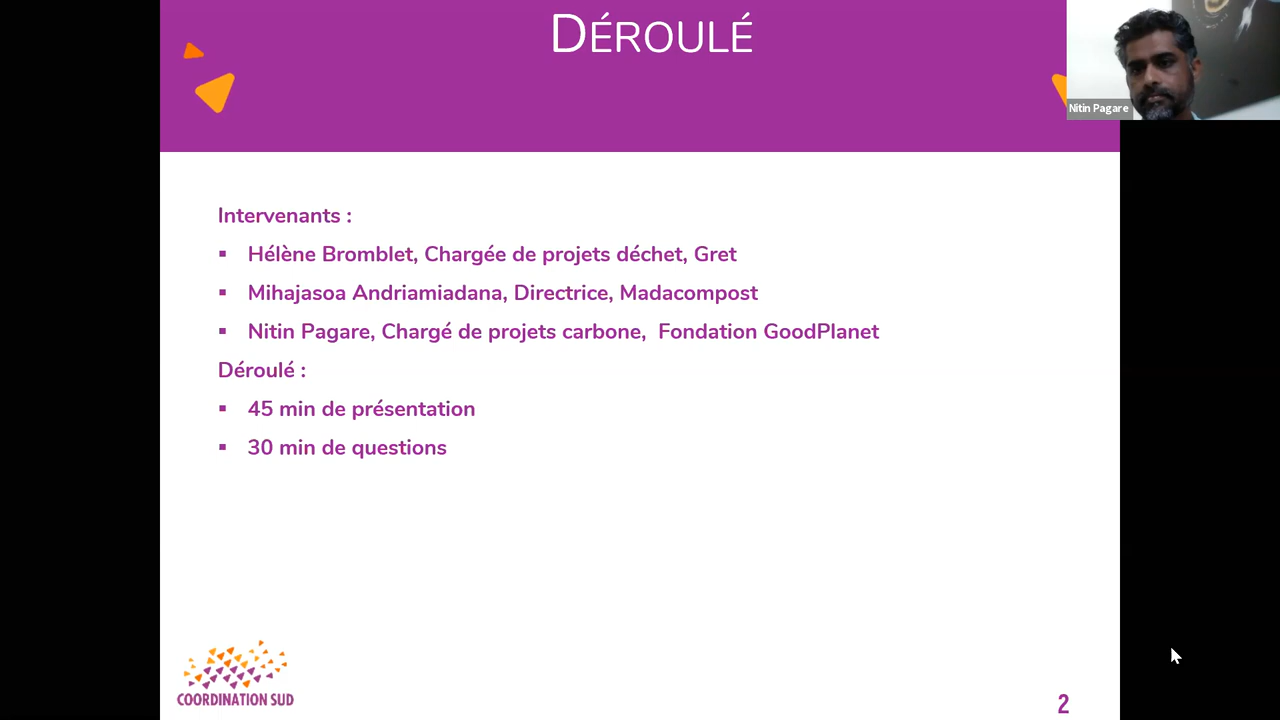 DÉROULÉ
Nitin Pagare
Intervenants :
▪ Hélène Bromblet, Chargée de projets déchet, Gret
▪ Mihajasoa Andriamiadana, Directrice, Madacompost
▪ Nitin Pagare, Chargé de projets carbone,  Fondation GoodPlanet
Déroulé :
▪ 45 min de présentation
▪ 30 min de questions
COORDINATION SUD
2